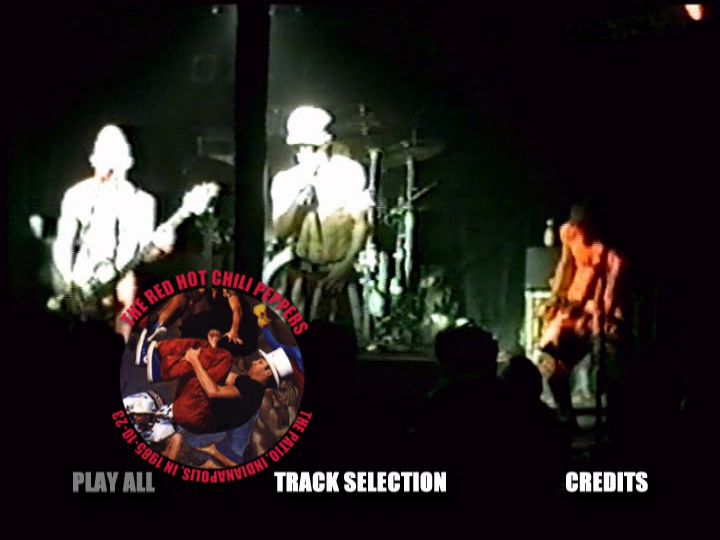 THE RED HOT CHILI PEPPERS
THE PATIO, INDIANAPOLIS, IN 1985-10-23
PLAY ALL
TRACK SELECTION
CREDITS